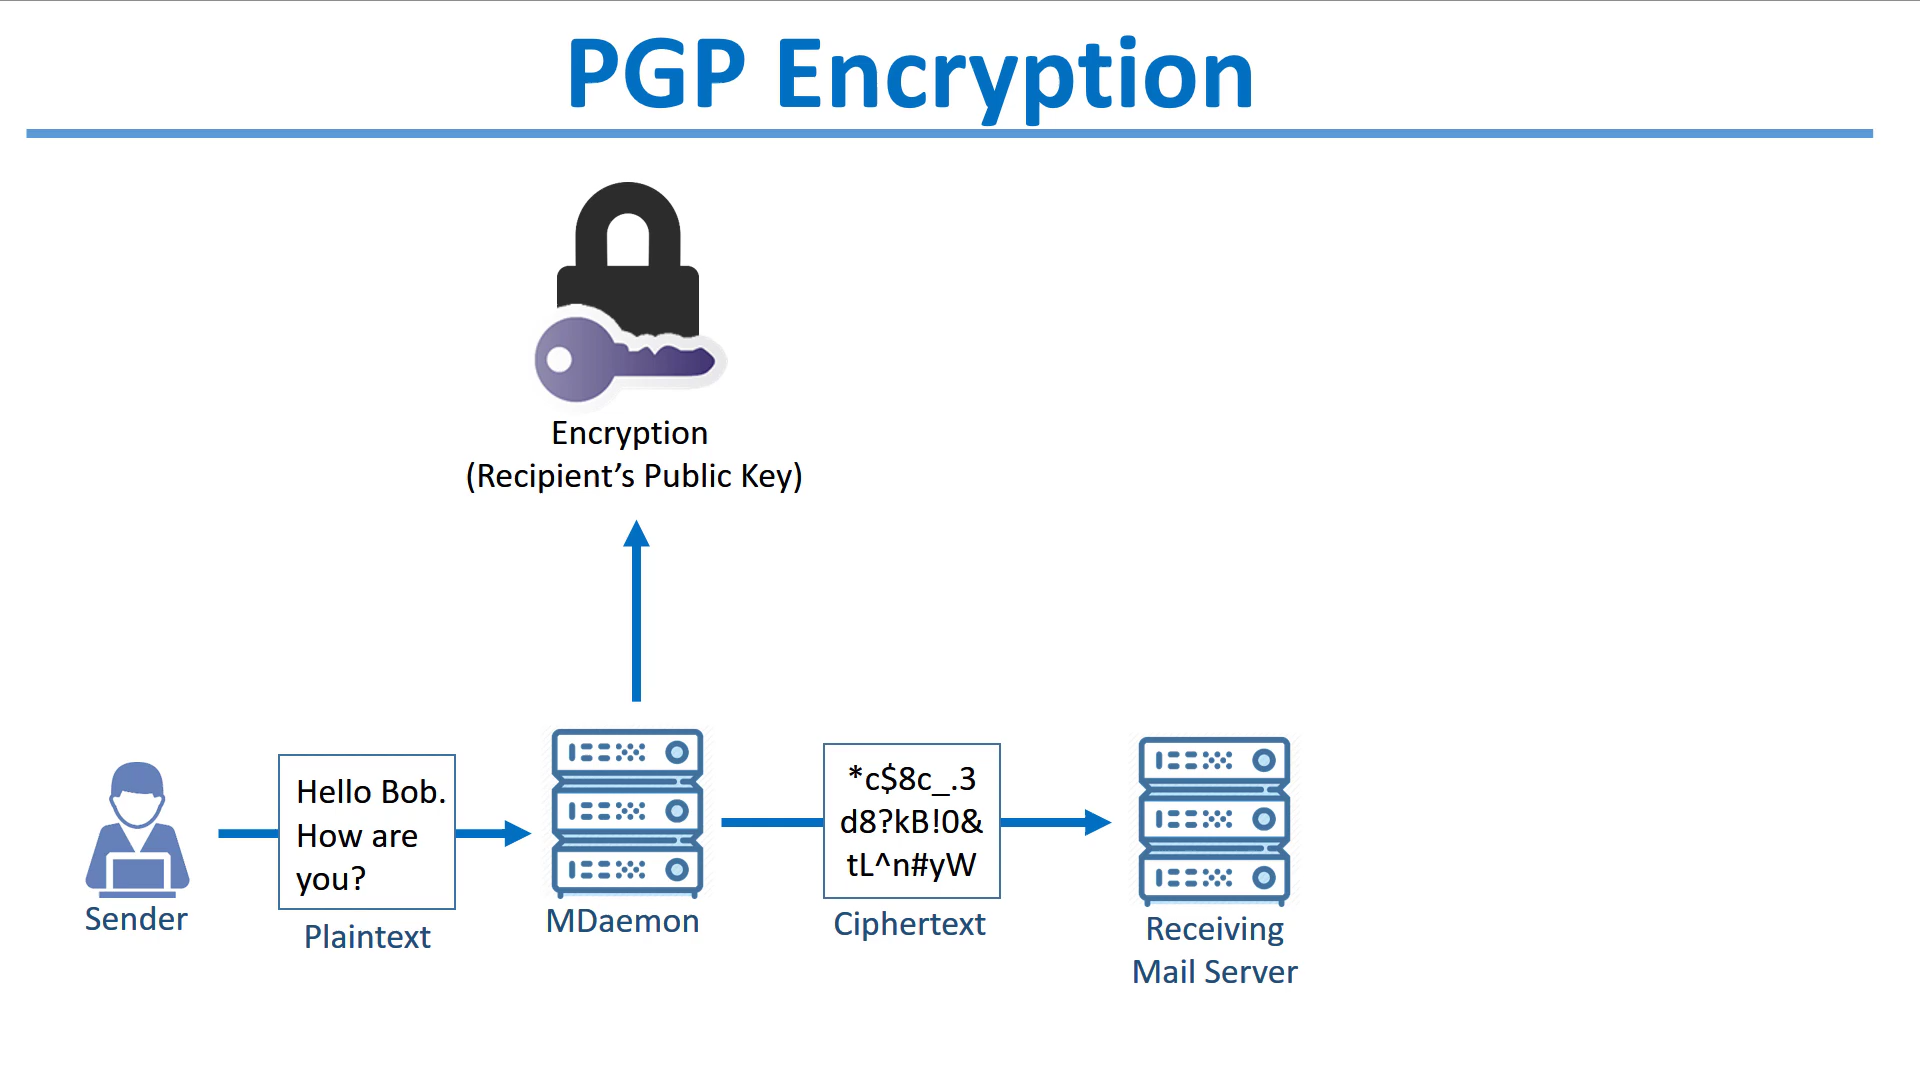 PGP Encryption
Encryption
(Recipient’s Public Key)
Hello Bob.
How are
you?
*c$8c_.3
d8?kB!0&
tL^n#yW
Sender
Plaintext
MDaemon
Ciphertext
Receiving
Mail Server